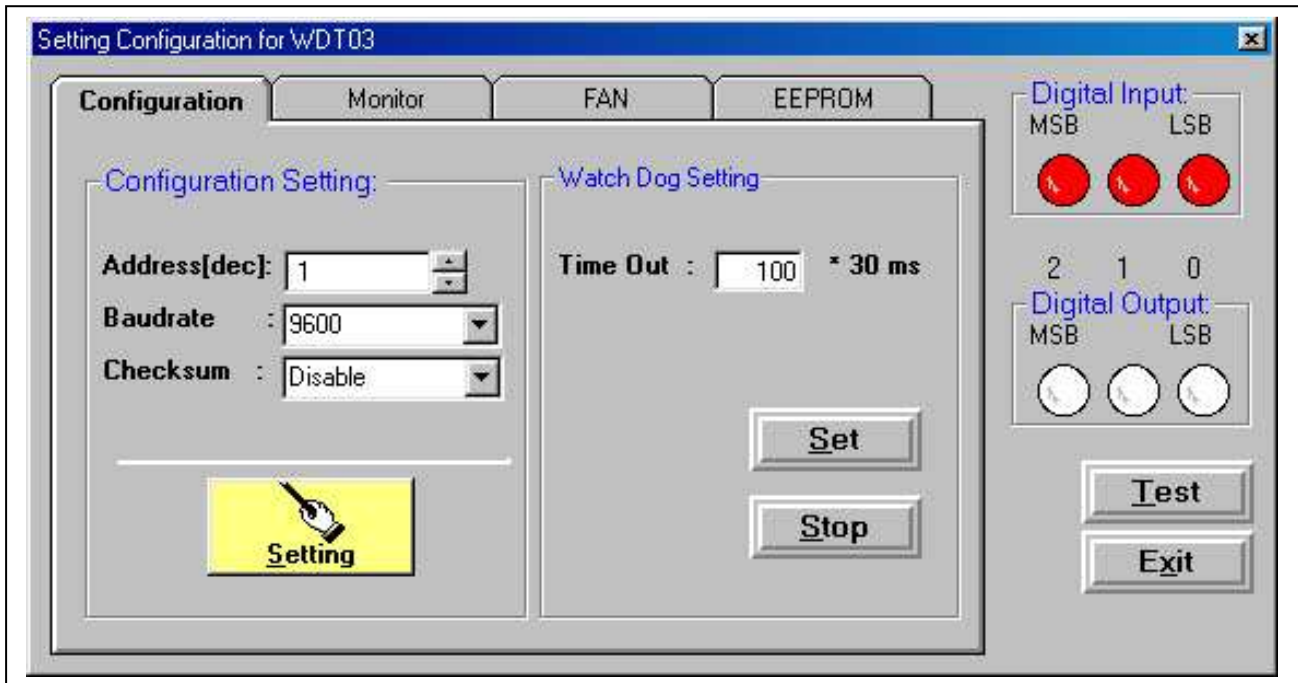 Setting Configuration for WDT03
Configuration
Monitor
FAN
EEPROM
Configuration Setting:
Address[dec]: 1
Baudrate : 9600
Checksum : Disable
Setting
Watch Dog Setting
Time Out : 100 * 30 ms
Set
Stop
Digital Input:
MSB LSB
2 1 0
Digital Output:
MSB LSB
Test
Exit